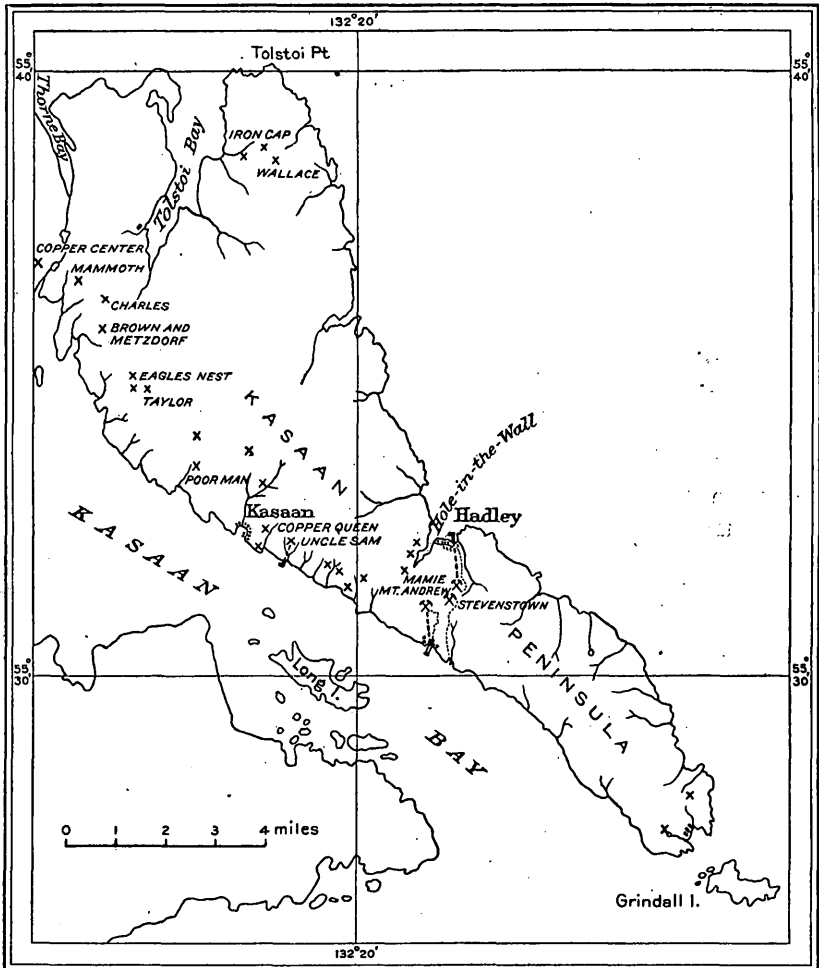 132°20'
55°
40'
55
40'
Tolstoi Pt
Thorne Bay
Tolstoi Bay
IRON CAP
WALLACE
COPPER CENTER
MAMMOTH
CHARLES
BROWN AND
METZDORF
EAGLES NEST
TAYLOR
KASAAN
POOR MAN
Hole-in-the-Wall
Kasaan
Hadley
COPPER QUEEN
UNCLE SAM
KASAAN
MAMIE
MT. ANDREW
STEVENSTOWN
PENINSULA
55°
30'
55°
30'
Long I.
BAY
0 1 2 3 4 miles
Grindall I.
132°20'